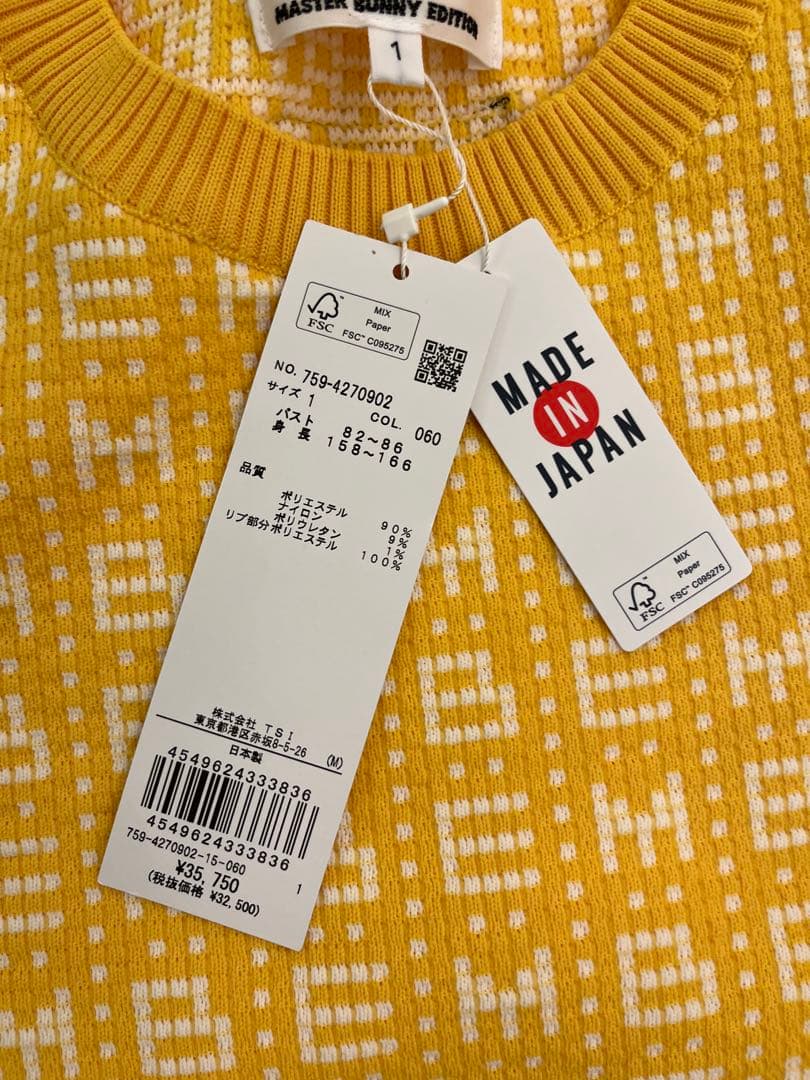 MASTER BUNNY EDITION
1
FSC
MIX
Paper
FSC™ C095275
NO. 759-4270902
サイズ 1
COL. 060
バスト 82～86
身長 158～166
品質
ポリエステル 90%
ナイロン 9%
ポリウレタン 1%
リブ部分ポリエステル 100%
株式会社 TSI
東京都港区赤坂8-5-26
日本製 (M)
4549624333836
4549624333836
759-4270902-15-060
¥35,750 1
(税抜価格 ¥32,500)
MADE
IN
JAPAN
FSC
MIX
Paper
FSC™ C095275
E M B E
M B E M
B E M B